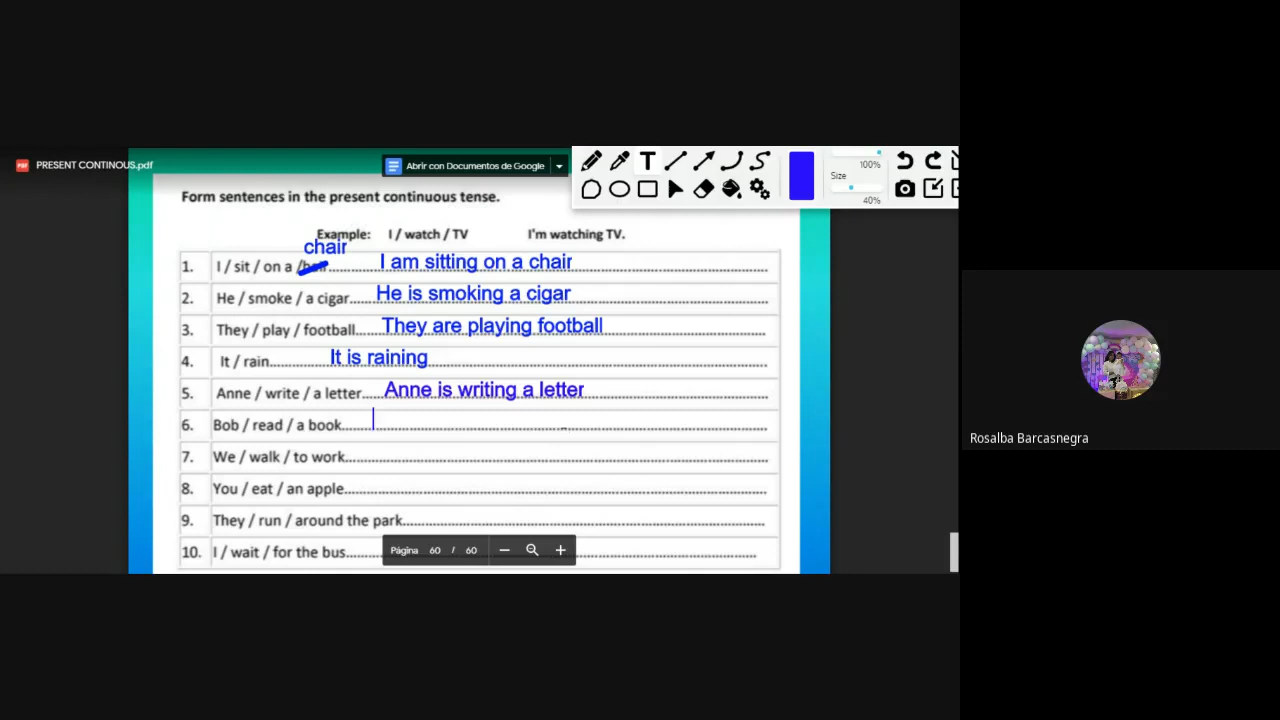 PRESENT CONTINOUS.pdf
Abrir con Documentos de Google
100%
Size
40%
Form sentences in the present continuous tense.
Example: I / watch / TV I'm watching TV.
chair
1. I / sit / on a / I am sitting on a chair
2. He / smoke / a cigar He is smoking a cigar
3. They / play / football They are playing football
4. It / rain It is raining
5. Anne / write / a letter Anne is writing a letter
6. Bob / read / a book
7. We / walk / to work
8. You / eat / an apple
9. They / run / around the park
10. I / wait / for the bus
Página 60 / 60
Rosalba Barcasnegra